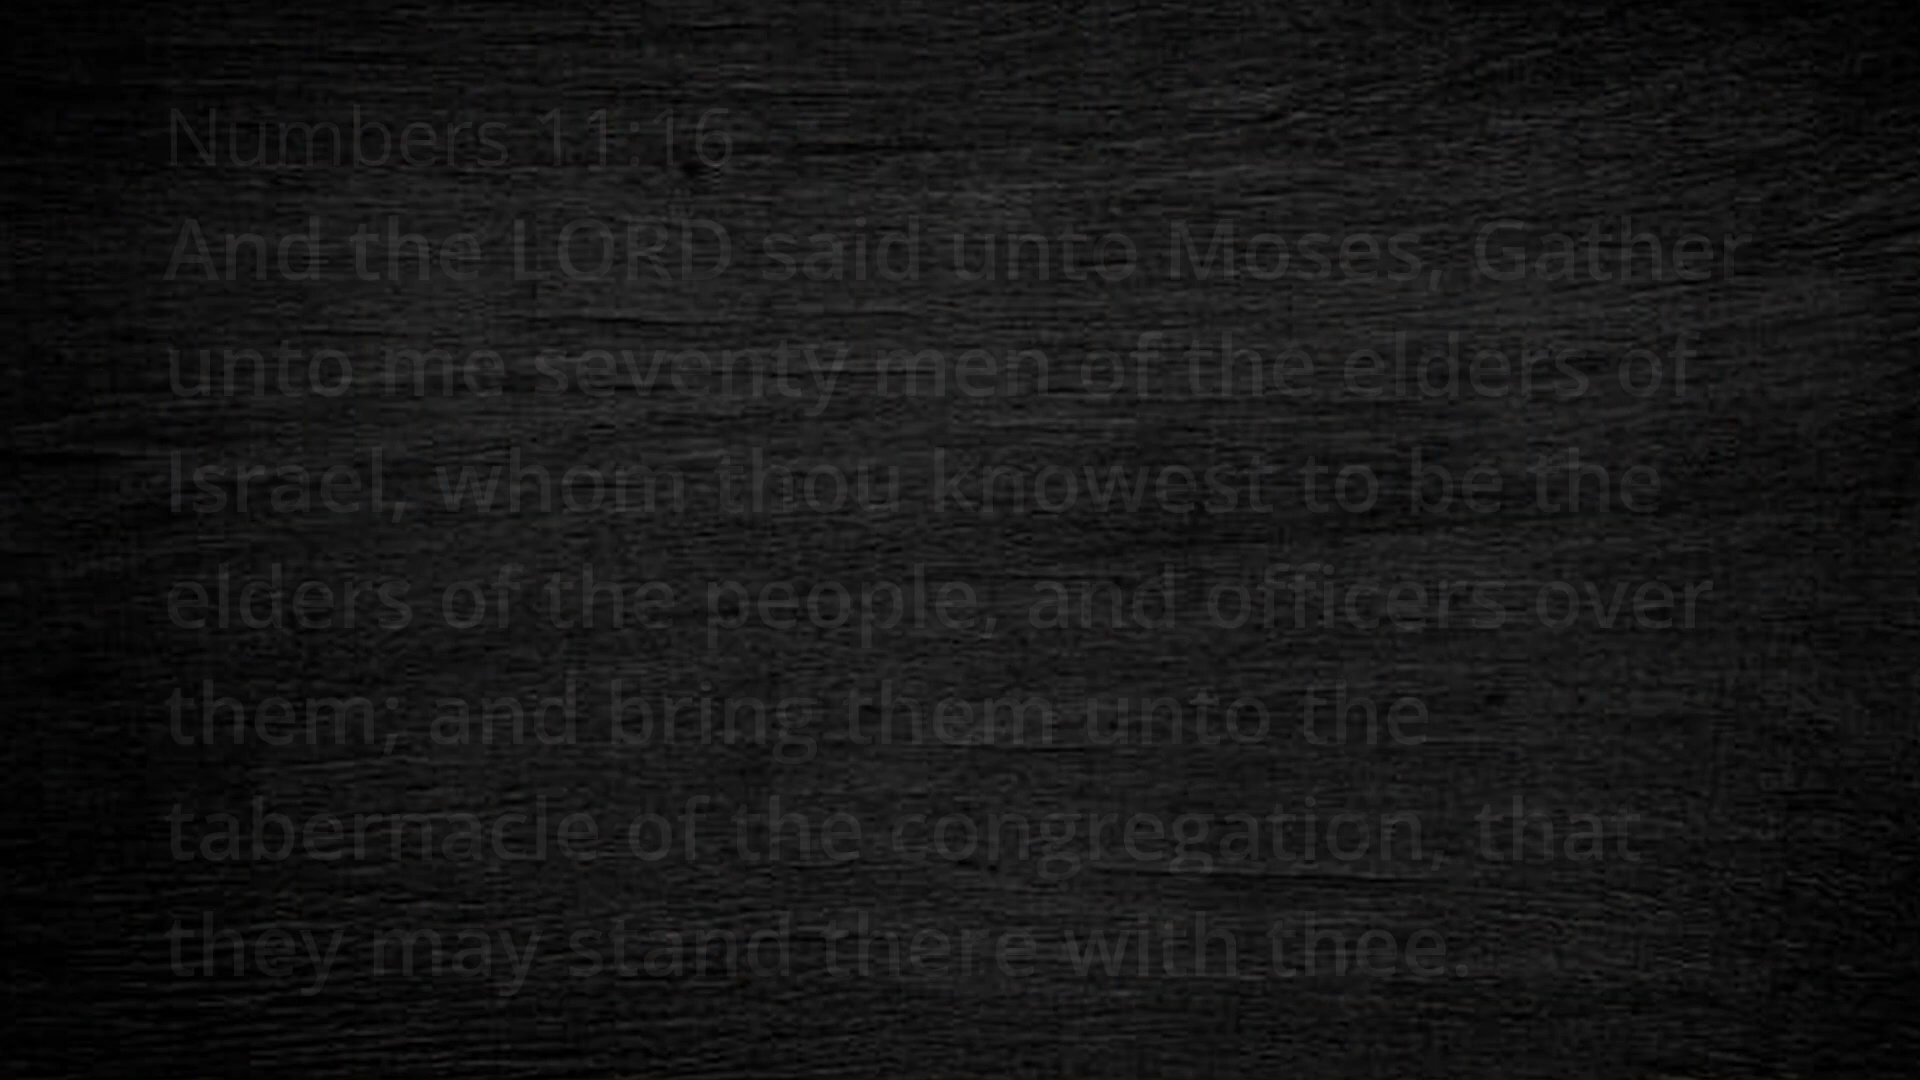 Numbers 11:16
And the LORD said unto Moses, Gather
unto me seventy men of the elders of
Israel, whom thou knowest to be the
elders of the people, and officers over
them; and bring them unto the
tabernacle of the congregation, that
they may stand there with thee.